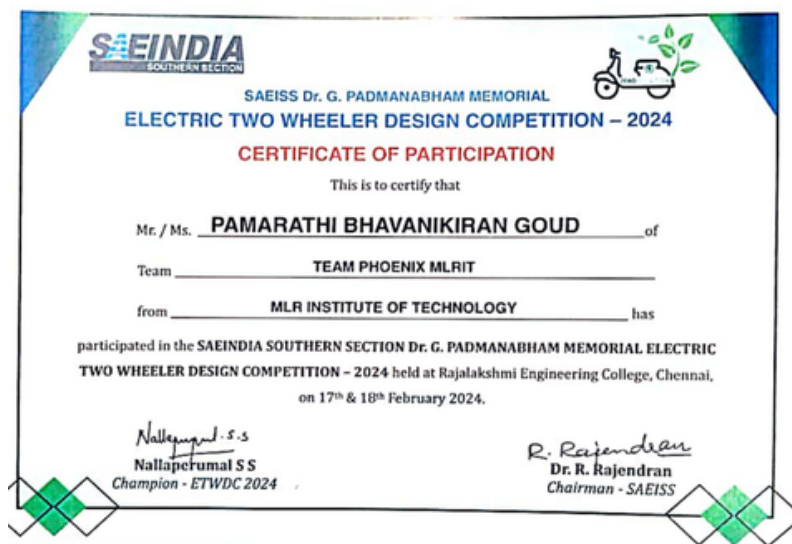 SAEINDIA
SOUTHERN SECTION
SAEISS Dr. G. PADMANABHAM MEMORIAL
ELECTRIC TWO WHEELER DESIGN COMPETITION – 2024
CERTIFICATE OF PARTICIPATION
This is to certify that
Mr. / Ms. PAMARATHI BHAVANIKIRAN GOUD of
Team TEAM PHOENIX MLRIT
from MLR INSTITUTE OF TECHNOLOGY has
participated in the SAEINDIA SOUTHERN SECTION Dr. G. PADMANABHAM MEMORIAL ELECTRIC
TWO WHEELER DESIGN COMPETITION – 2024 held at Rajalakshmi Engineering College, Chennai,
on 17th & 18th February 2024.
R. Rajendran
Nallaperumal S S
Dr. R. Rajendran
Champion - ETWDC 2024
Chairman - SAEISS